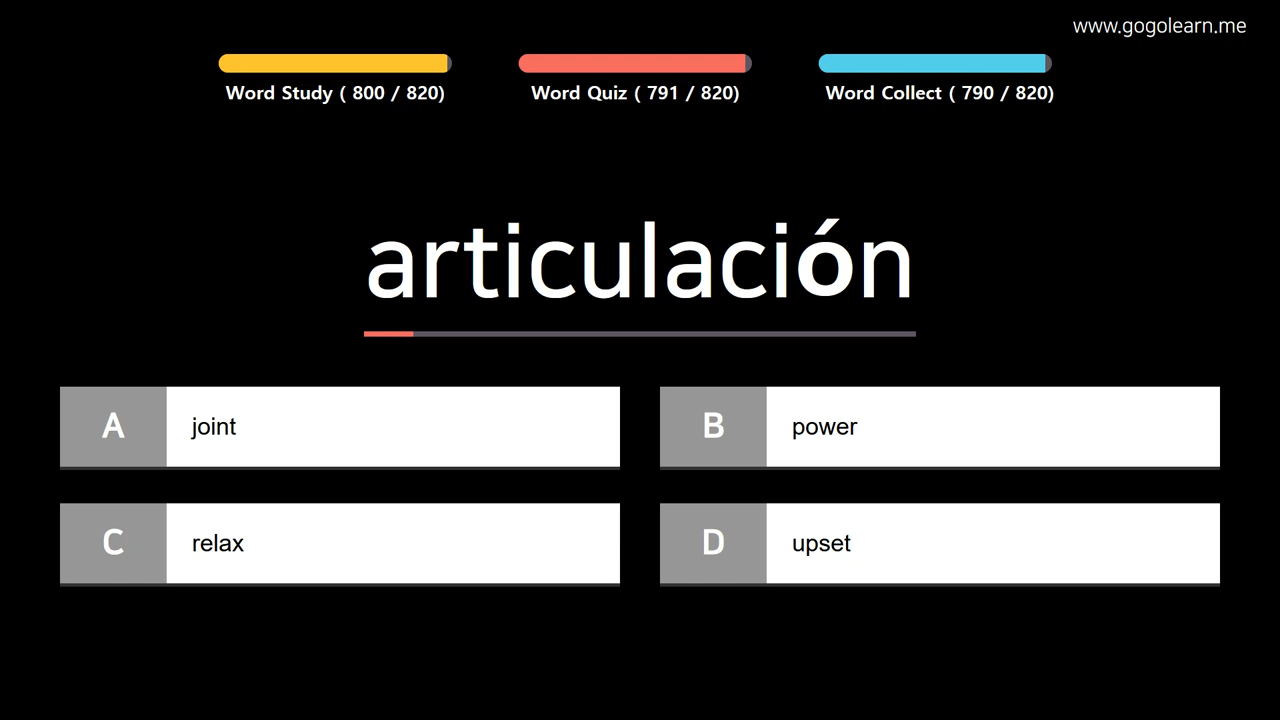 www.gogolearn.me
Word Study ( 800 / 820)
Word Quiz ( 791 / 820)
Word Collect ( 790 / 820)
articulación
A joint
B power
C relax
D upset